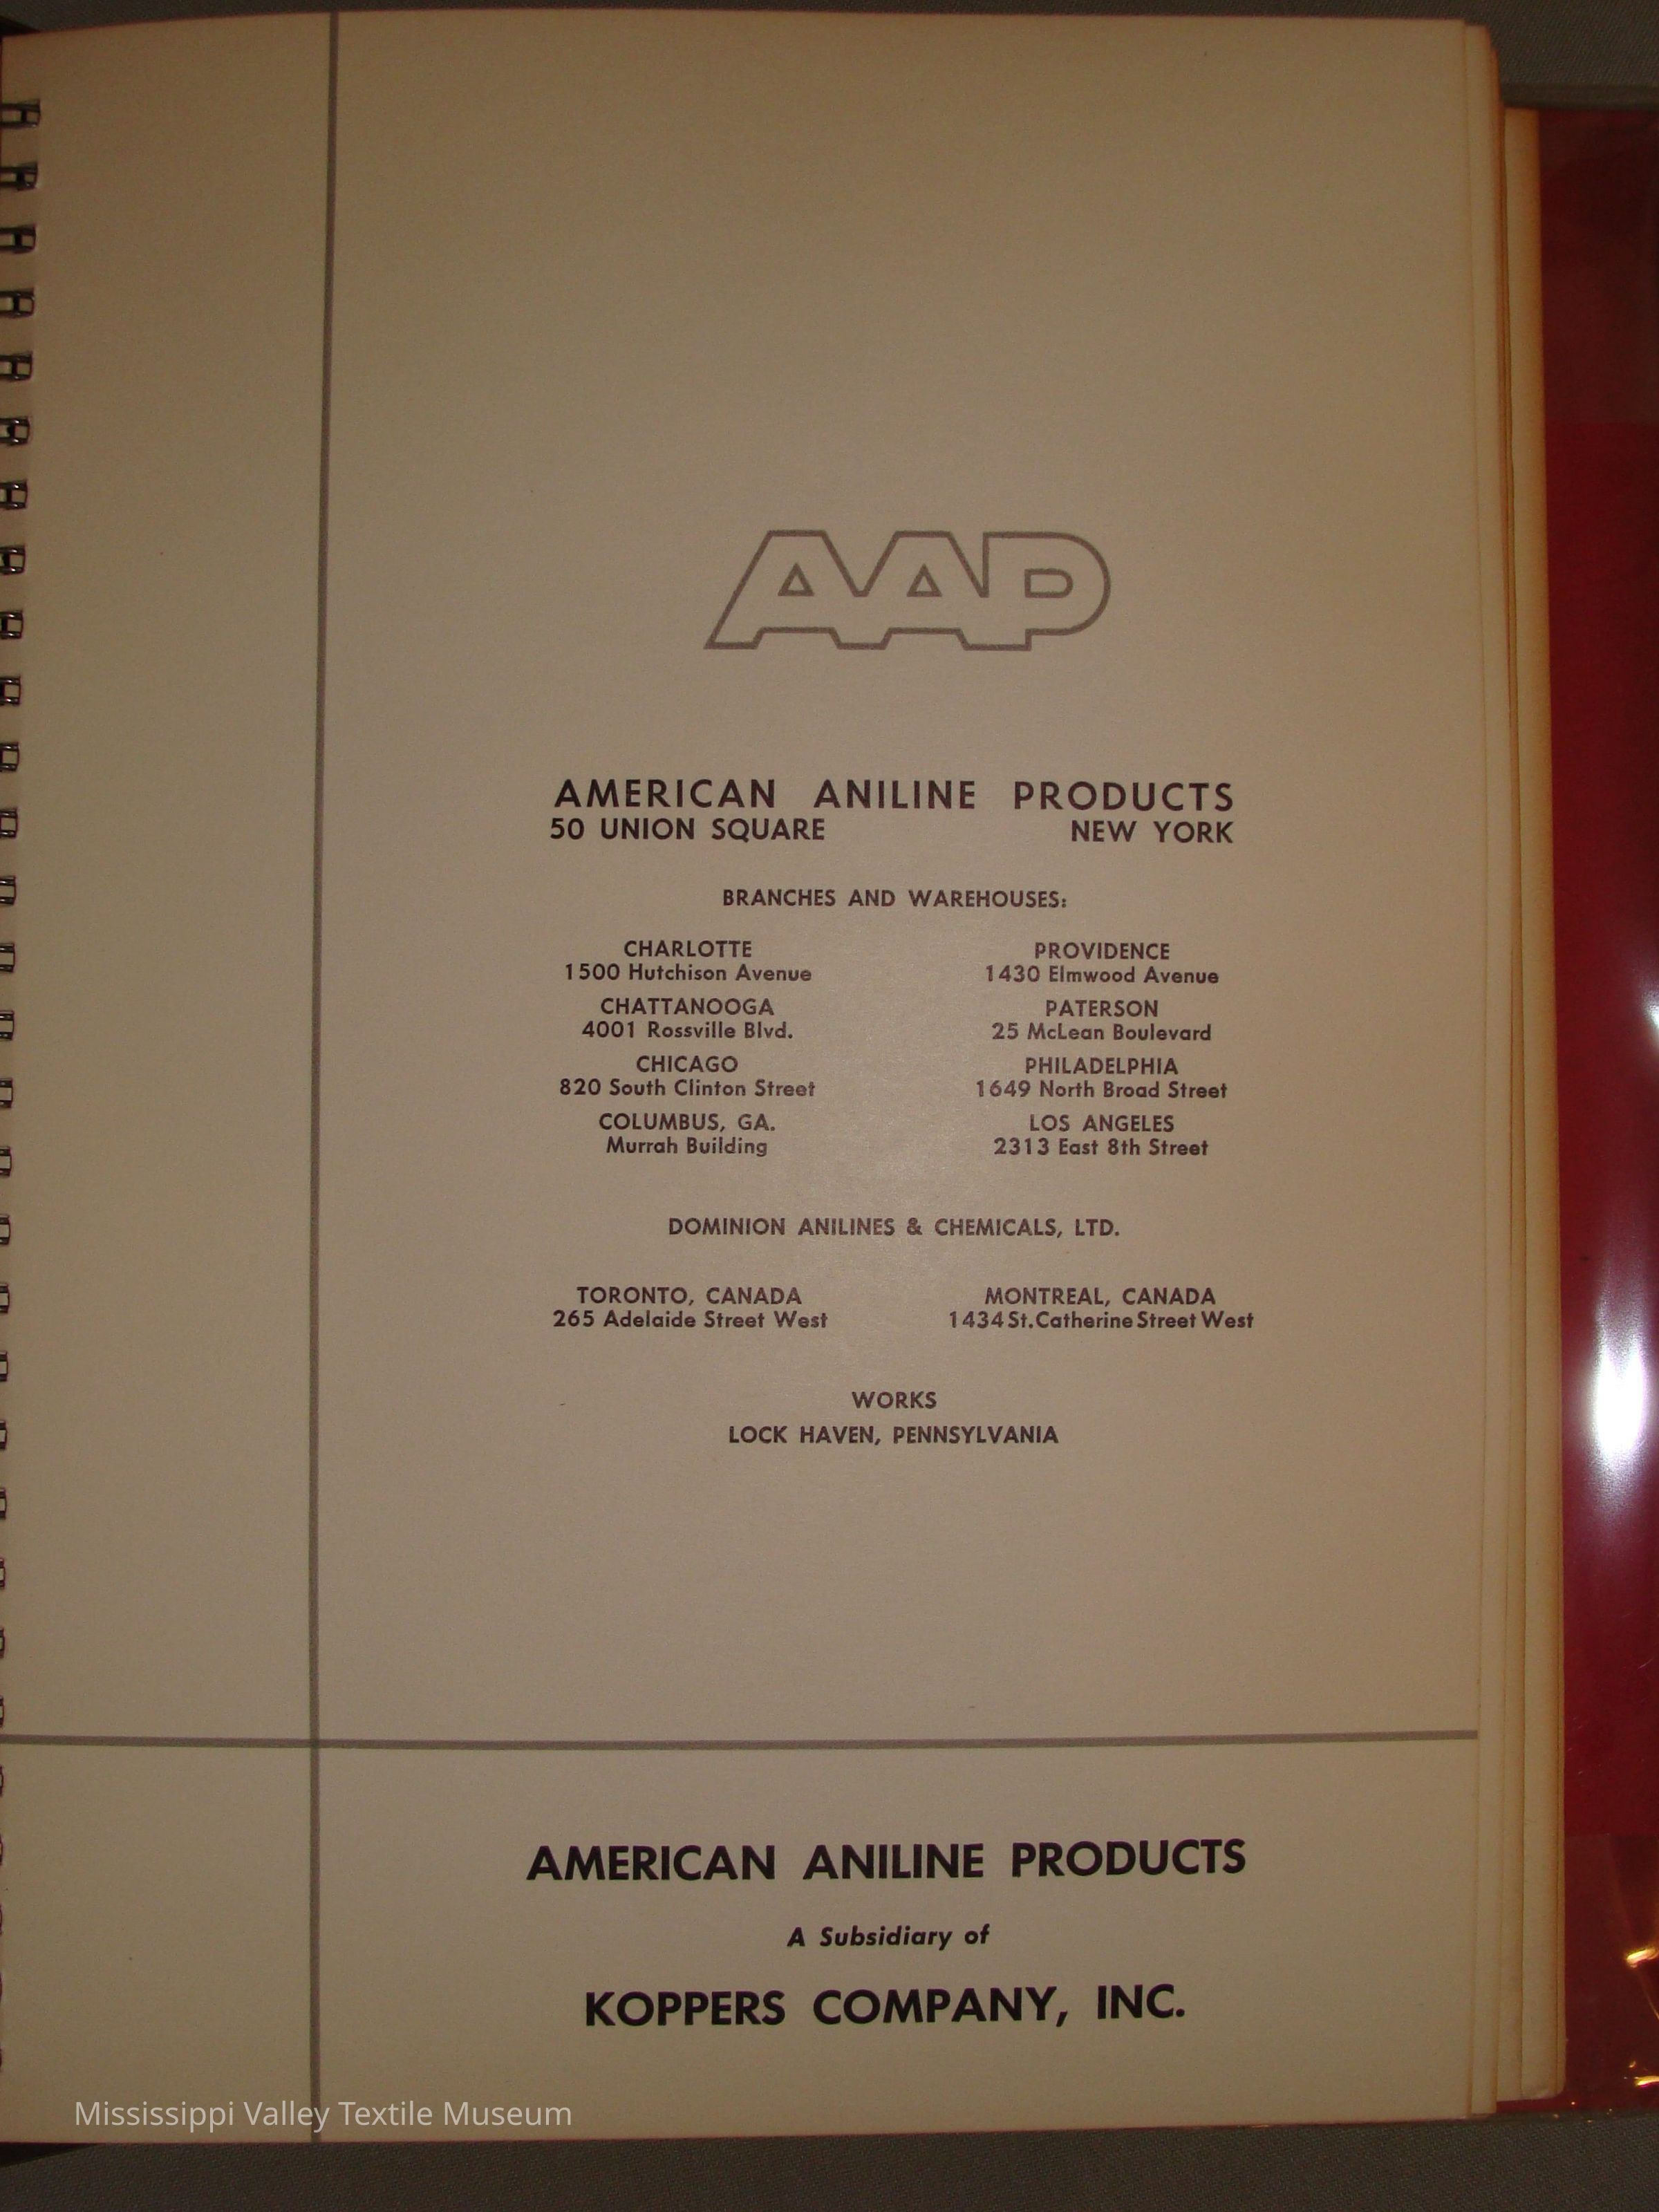 AAP
AMERICAN ANILINE PRODUCTS
50 UNION SQUARE NEW YORK
BRANCHES AND WAREHOUSES:
CHARLOTTE
1500 Hutchison Avenue
CHATTANOOGA
4001 Rossville Blvd.
CHICAGO
820 South Clinton Street
COLUMBUS, GA.
Murrah Building
PROVIDENCE
1430 Elmwood Avenue
PATERSON
25 McLean Boulevard
PHILADELPHIA
1649 North Broad Street
LOS ANGELES
2313 East 8th Street
DOMINION ANILINES & CHEMICALS, LTD.
TORONTO, CANADA
265 Adelaide Street West
MONTREAL, CANADA
1434 St. Catherine Street West
WORKS
LOCK HAVEN, PENNSYLVANIA
AMERICAN ANILINE PRODUCTS
A Subsidiary of
KOPPERS COMPANY, INC.
Mississippi Valley Textile Museum